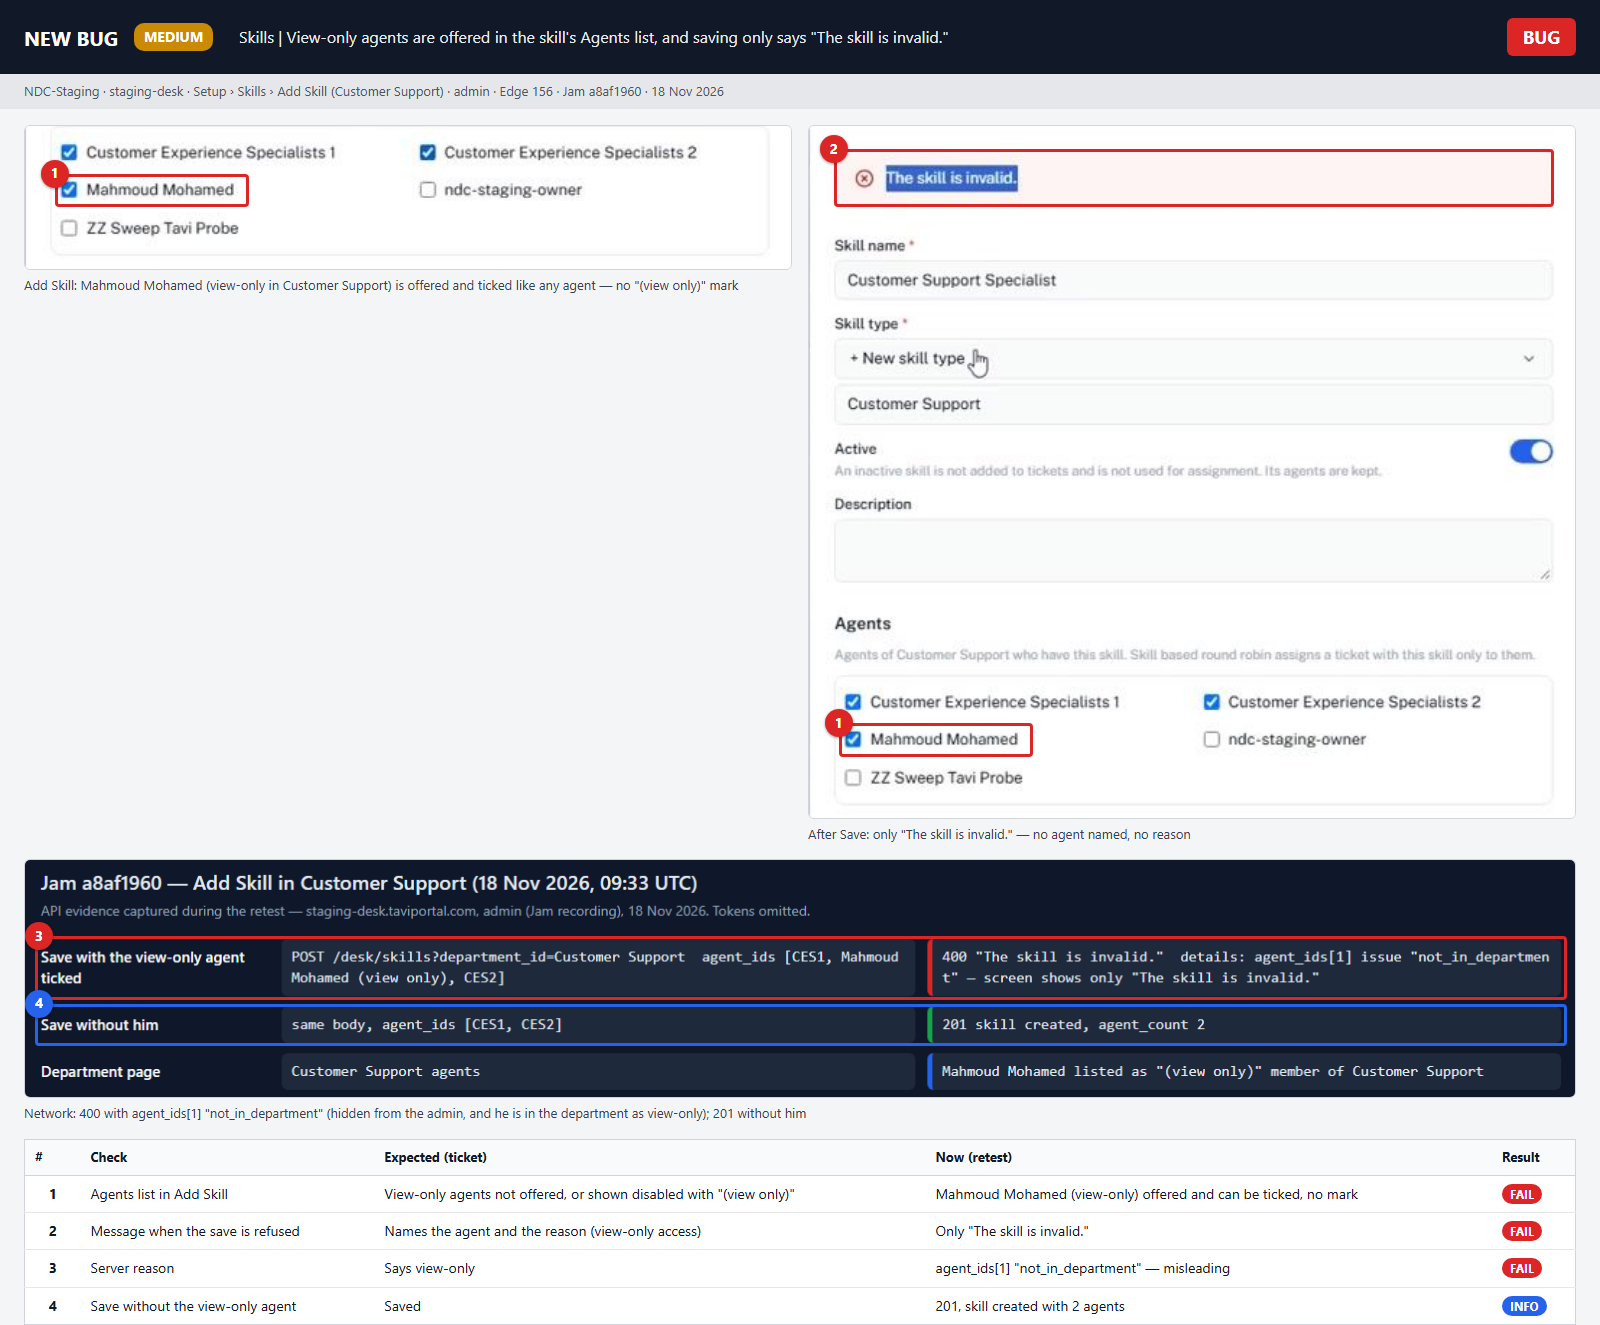 NEW BUG MEDIUM Skills | View-only agents are offered in the skill's Agents list, and saving only says "The skill is invalid." BUG
NDC-Staging · staging-desk · Setup › Skills › Add Skill (Customer Support) · admin · Edge 156 · Jam a8af1960 · 18 Nov 2026
Customer Experience Specialists 1 Customer Experience Specialists 2
1
Mahmoud Mohamed ndc-staging-owner
ZZ Sweep Tavi Probe
Add Skill: Mahmoud Mohamed (view-only in Customer Support) is offered and ticked like any agent — no "(view only)" mark
2
The skill is invalid.
Skill name *
Customer Support Specialist
Skill type *
+ New skill type
Customer Support
Active
An inactive skill is not added to tickets and is not used for assignment. Its agents are kept.
Description
Agents
Agents of Customer Support who have this skill. Skill based round robin assigns a ticket with this skill only to them.
Customer Experience Specialists 1 Customer Experience Specialists 2
1
Mahmoud Mohamed ndc-staging-owner
ZZ Sweep Tavi Probe
After Save: only "The skill is invalid." — no agent named, no reason
Jam a8af1960 — Add Skill in Customer Support (18 Nov 2026, 09:33 UTC)
API evidence captured during the retest — staging-desk.taviportal.com, admin (Jam recording), 18 Nov 2026. Tokens omitted.
3
Save with the view-only agent ticked
POST /desk/skills?department_id=Customer Support agent_ids [CES1, Mahmoud
Mohamed (view only), CES2]
400 "The skill is invalid." details: agent_ids[1] issue "not_in_departmen
t" — screen shows only "The skill is invalid."
4
Save without him same body, agent_ids [CES1, CES2] 201 skill created, agent_count 2
Department page Customer Support agents Mahmoud Mohamed listed as "(view only)" member of Customer Support
Network: 400 with agent_ids[1] "not_in_department" (hidden from the admin, and he is in the department as view-only); 201 without him
# Check Expected (ticket) Now (retest) Result
1 Agents list in Add Skill View-only agents not offered, or shown disabled with "(view only)" Mahmoud Mohamed (view-only) offered and can be ticked, no mark FAIL
2 Message when the save is refused Names the agent and the reason (view-only access) Only "The skill is invalid." FAIL
3 Server reason Says view-only agent_ids[1] "not_in_department" — misleading FAIL
4 Save without the view-only agent Saved 201, skill created with 2 agents INFO